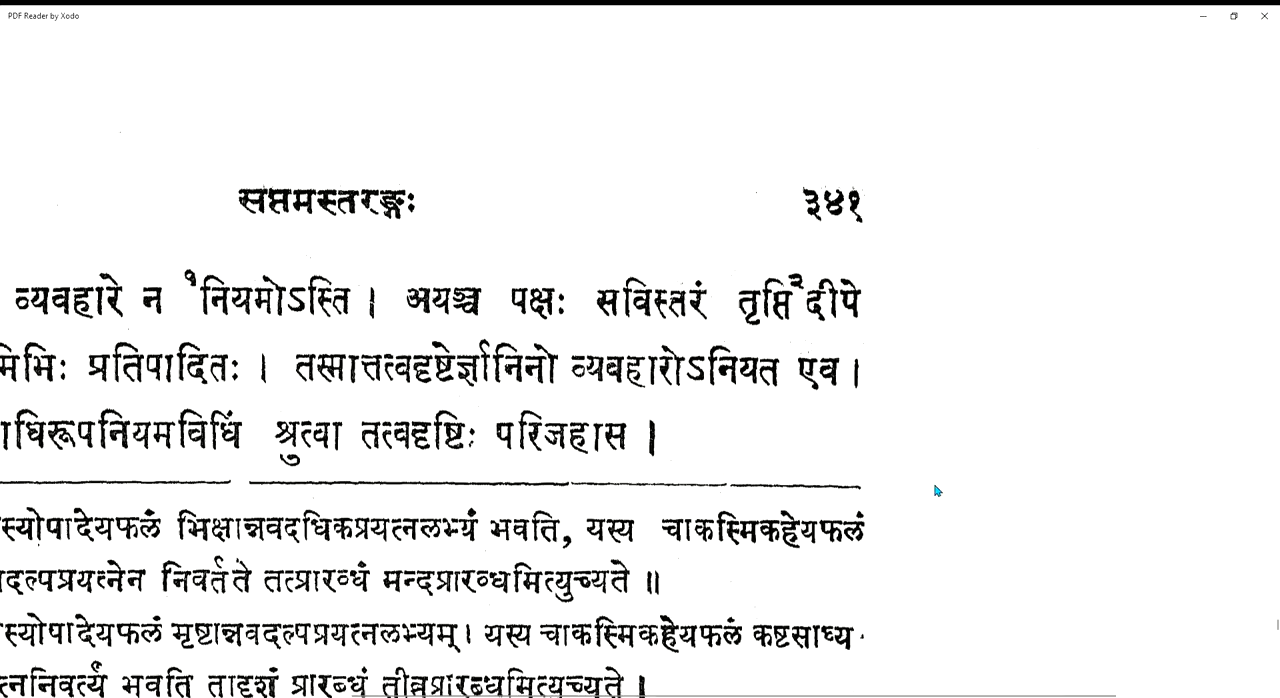 PDF Reader by Xodo
सप्तमस्तरङ्गः ३४१
व्यवहारे न १नियमोऽस्ति । अयञ्च पक्षः सविस्तरं तृप्ति२दीपे
मिभिः प्रतिपादितः । तस्मात्तत्वदृष्टेर्ज्ञानिनो व्यवहारोऽनियत एव ।
ाधिरूपनियमविधिं श्रुत्वा तत्वदृष्टिः परिजहास ।
स्योपादेयफलं भिक्षान्नवदधिकप्रयत्नलभ्यं भवति, यस्य चाकस्मिकहेयफलं
दल्पप्रयत्नेन निवर्तते तत्प्रारब्धं मन्दप्रारब्धमित्युच्यते ॥
स्योपादेयफलं मृष्टान्नवदल्पप्रयत्नलभ्यम् । यस्य चाकस्मिकहेयफलं कष्टसाध्य
त्ननिवर्त्यं भवति तादृशं प्रारब्धं तीव्रप्रारब्धमित्युच्यते ।